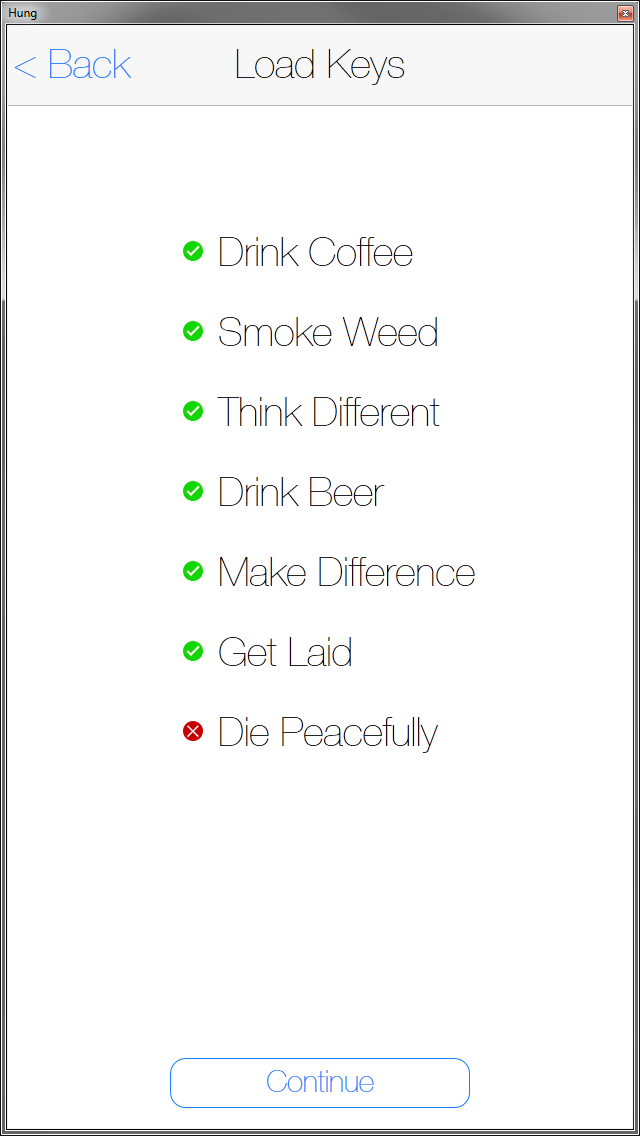 Hung
< Back
Load Keys
Drink Coffee
Smoke Weed
Think Different
Drink Beer
Make Difference
Get Laid
Die Peacefully
Continue